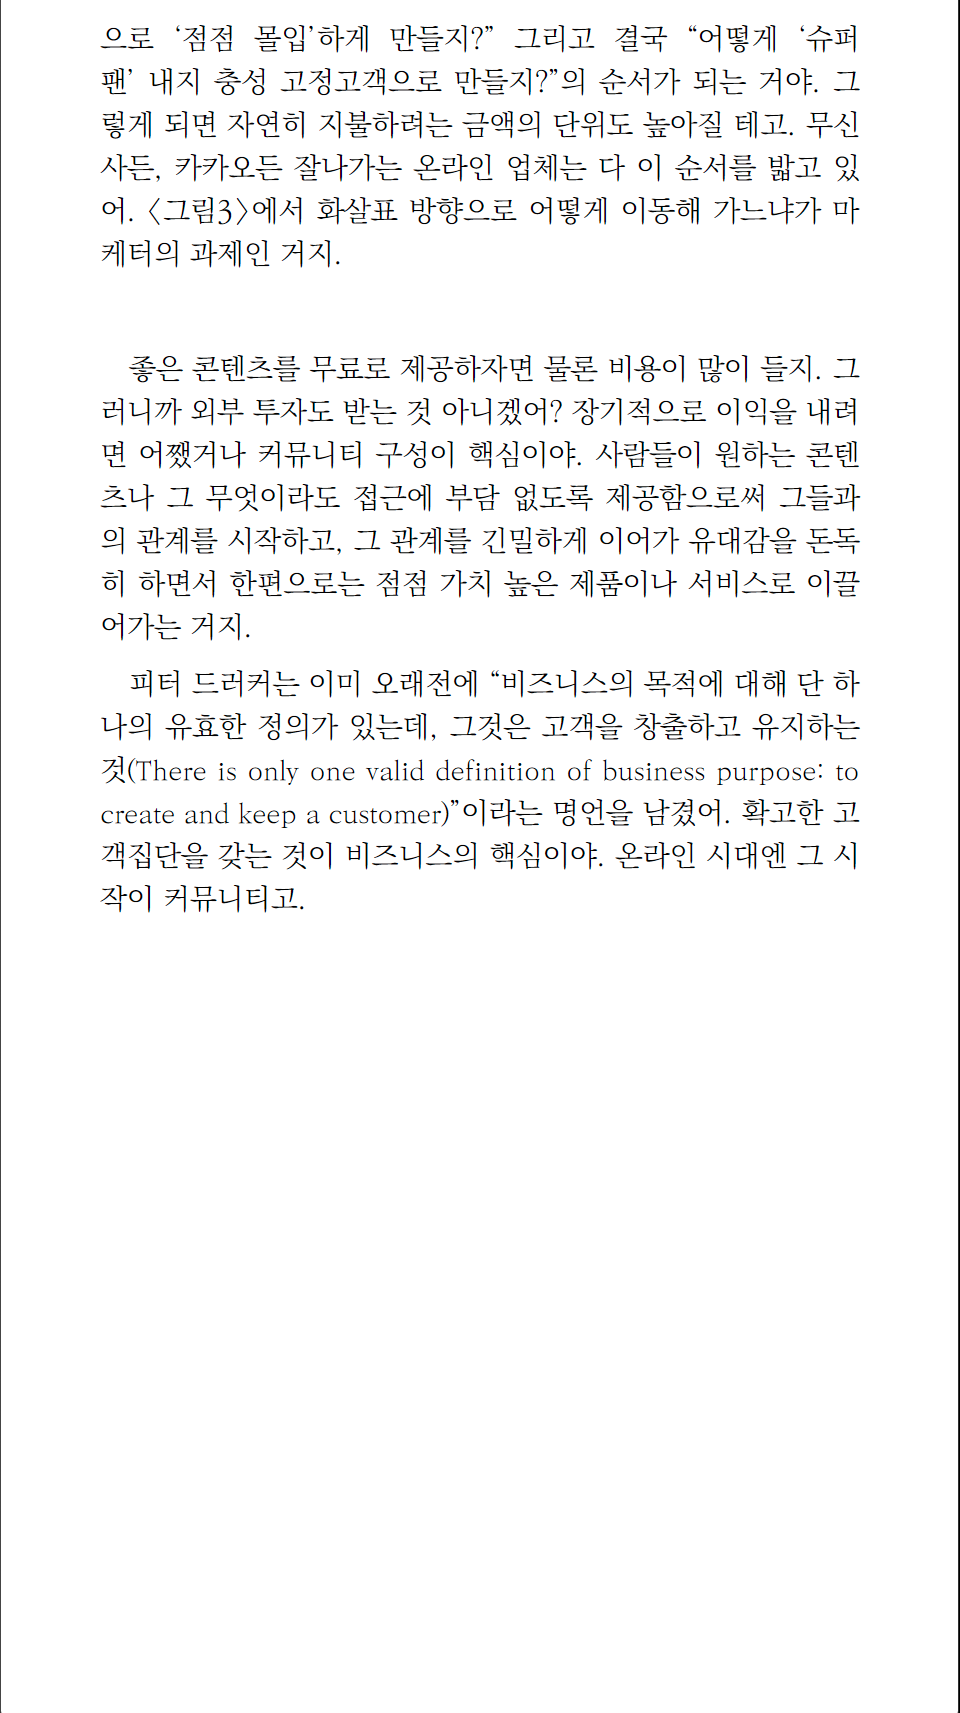 으로 ‘점점 몰입’하게 만들지?” 그리고 결국 “어떻게 ‘슈퍼
팬’ 내지 충성 고정고객으로 만들지?”의 순서가 되는 거야. 그
렇게 되면 자연히 지불하려는 금액의 단위도 높아질 테고. 무신
사든, 카카오든 잘나가는 온라인 업체는 다 이 순서를 밟고 있
어. 〈그림3〉에서 화살표 방향으로 어떻게 이동해 가느냐가 마
케터의 과제인 거지.
좋은 콘텐츠를 무료로 제공하자면 물론 비용이 많이 들지. 그
러니까 외부 투자도 받는 것 아니겠어? 장기적으로 이익을 내려
면 어쨌거나 커뮤니티 구성이 핵심이야. 사람들이 원하는 콘텐
츠나 그 무엇이라도 접근에 부담 없도록 제공함으로써 그들과
의 관계를 시작하고, 그 관계를 긴밀하게 이어가 유대감을 돈독
히 하면서 한편으로는 점점 가치 높은 제품이나 서비스로 이끌
어가는 거지.
피터 드러커는 이미 오래전에 “비즈니스의 목적에 대해 단 하
나의 유효한 정의가 있는데, 그것은 고객을 창출하고 유지하는
것(There is only one valid definition of business purpose: to
create and keep a customer)”이라는 명언을 남겼어. 확고한 고
객집단을 갖는 것이 비즈니스의 핵심이야. 온라인 시대엔 그 시
작이 커뮤니티고.